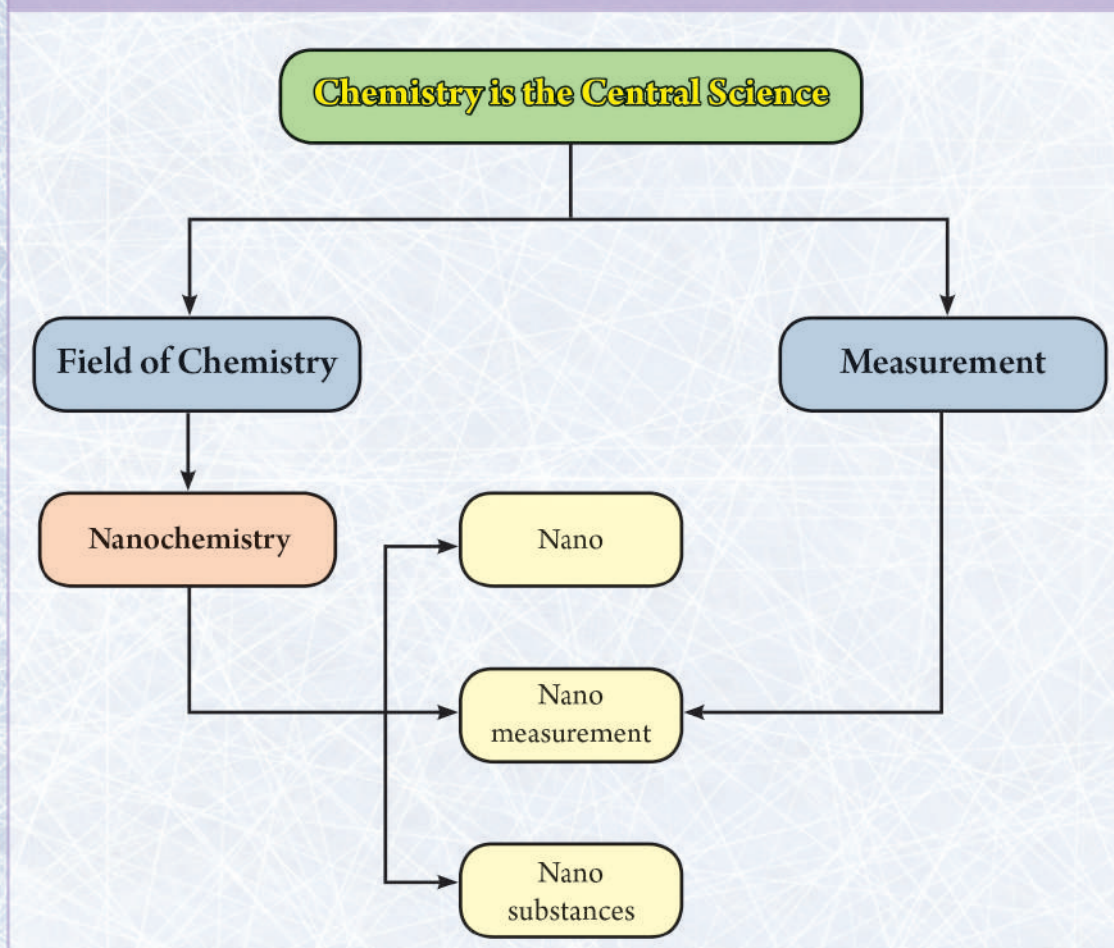 Chemistry is the Central Science
Field of Chemistry
Measurement
Nanochemistry
Nano
Nano
measurement
Nano
substances